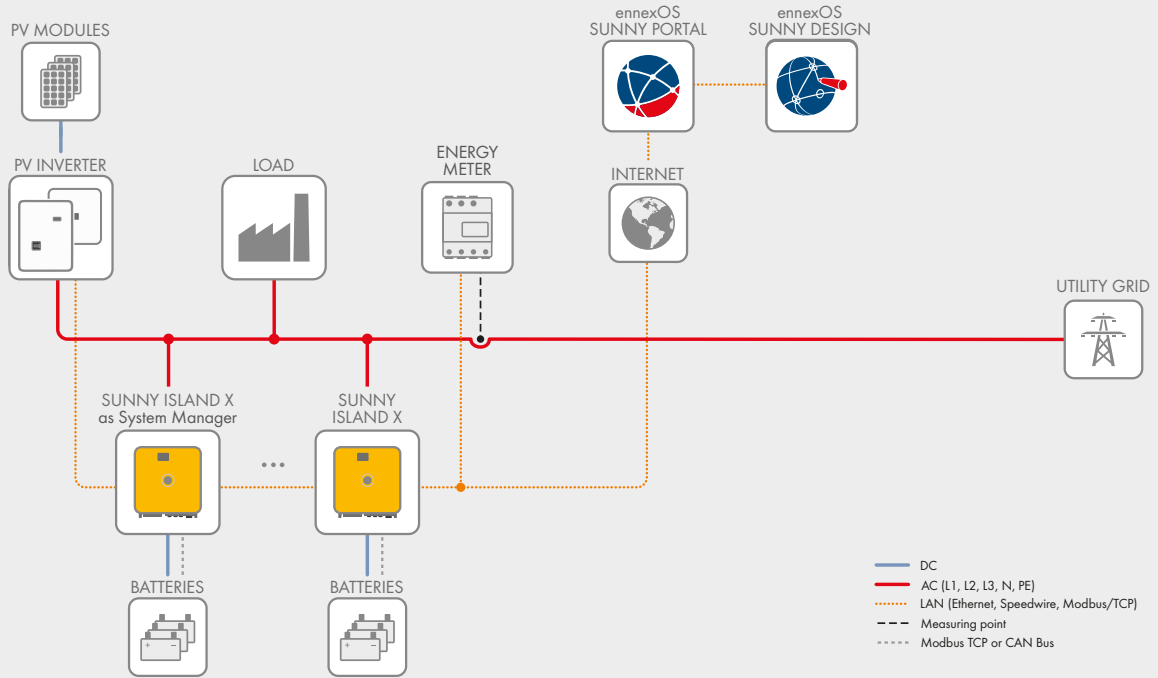 ennexOS
SUNNY PORTAL
ennexOS
SUNNY DESIGN
PV MODULES
PV INVERTER
LOAD
ENERGY
METER
INTERNET
UTILITY GRID
SUNNY ISLAND X
as System Manager
SUNNY
ISLAND X
...
BATTERIES
BATTERIES
DC
AC (L1, L2, L3, N, PE)
LAN (Ethernet, Speedwire, Modbus/TCP)
Measuring point
Modbus TCP or CAN Bus